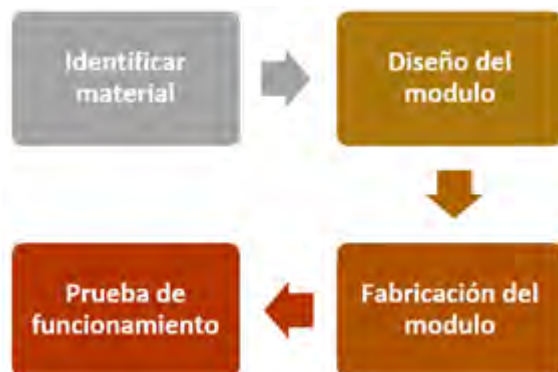 Identificar
material
Diseño del
modulo
Fabricación del
modulo
Prueba de
funcionamiento